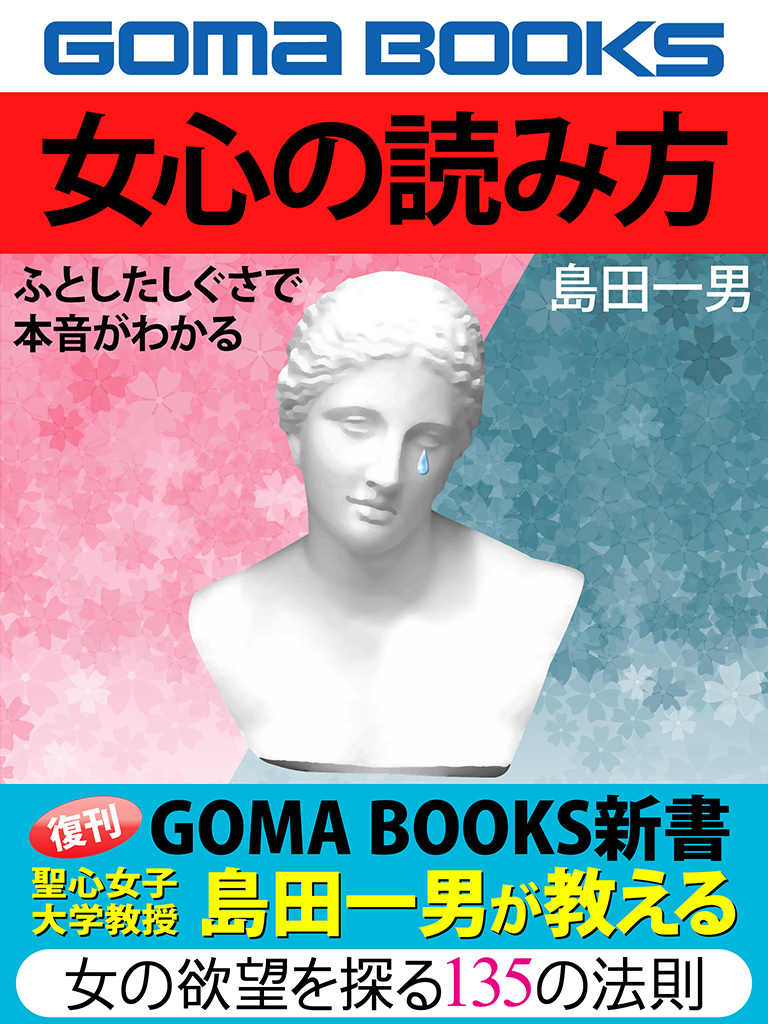 GOMA BOOKS
女心の読み方
ふとしたしぐさで
本音がわかる
島田一男
復刊 GOMA BOOKS新書
聖心女子
大学教授
島田一男が教える
女の欲望を探る135の法則